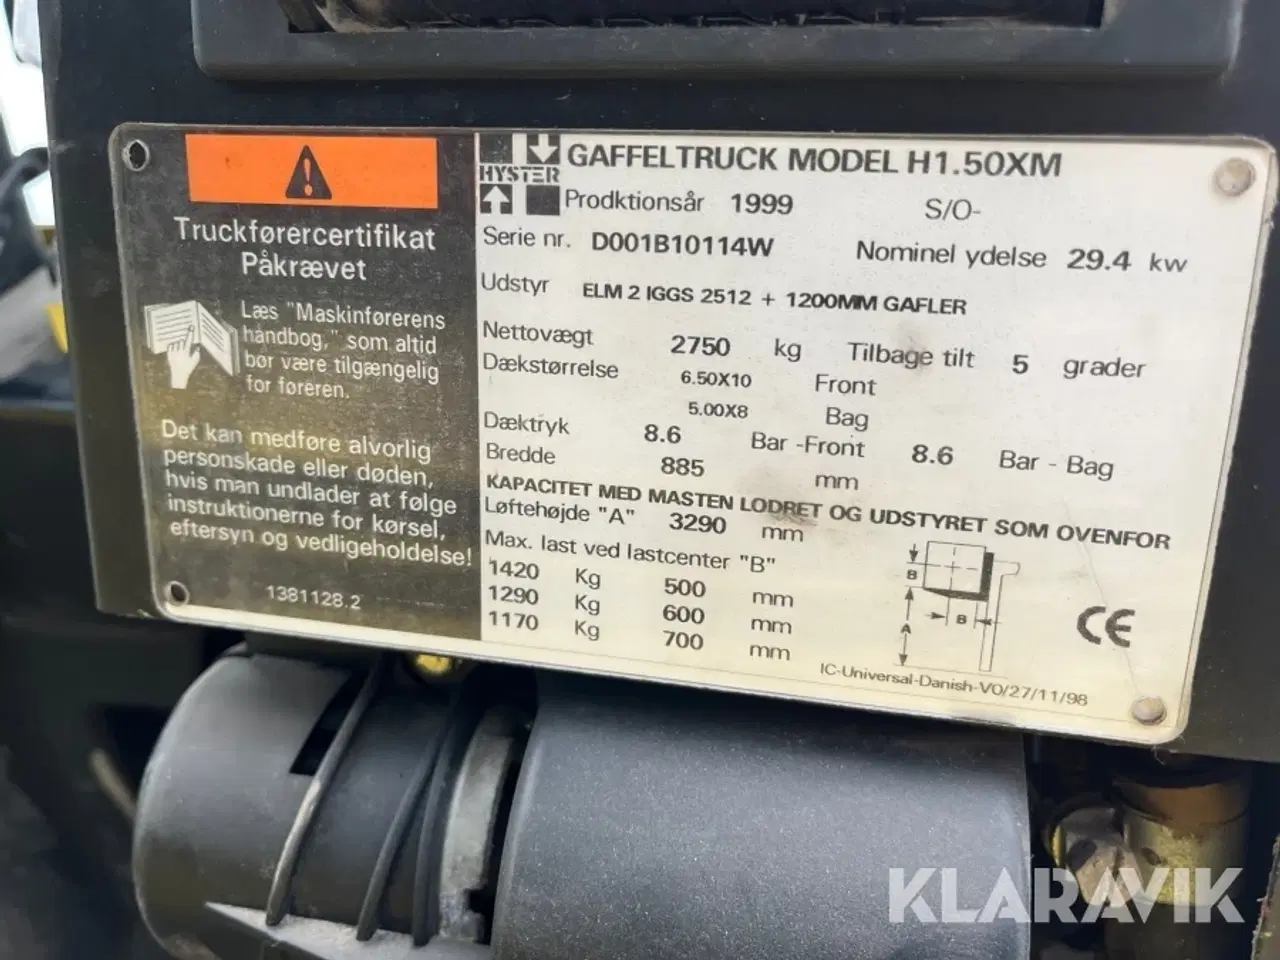 Truckførercertifikat
Påkrævet
Læs "Maskinførerens
håndbog," som altid
bør være tilgængelig
for føreren.
Det kan medføre alvorlig
personskade eller døden,
hvis man undlader at følge
instruktionerne for kørsel,
eftersyn og vedligeholdelse!
1381128.2
HYSTER
GAFFELTRUCK MODEL H1.50XM
Prodktionsår 1999 S/O-
Serie nr. D001B10114W Nominel ydelse 29.4 kw
Udstyr ELM 2 IGGS 2512 + 1200MM GAFLER
Nettovægt 2750 kg Tilbage tilt 5 grader
Dækstørrelse 6.50X10 Front
5.00X8 Bag
Dæktryk 8.6 Bar -Front 8.6 Bar - Bag
Bredde 885 mm
KAPACITET MED MASTEN LODRET OG UDSTYRET SOM OVENFOR
Løftehøjde "A" 3290 mm
Max. last ved lastcenter "B"
1420 Kg 500 mm
1290 Kg 600 mm
1170 Kg 700 mm
B
B
A
CE
IC-Universal-Danish-VO/27/11/98
KLARAVIK